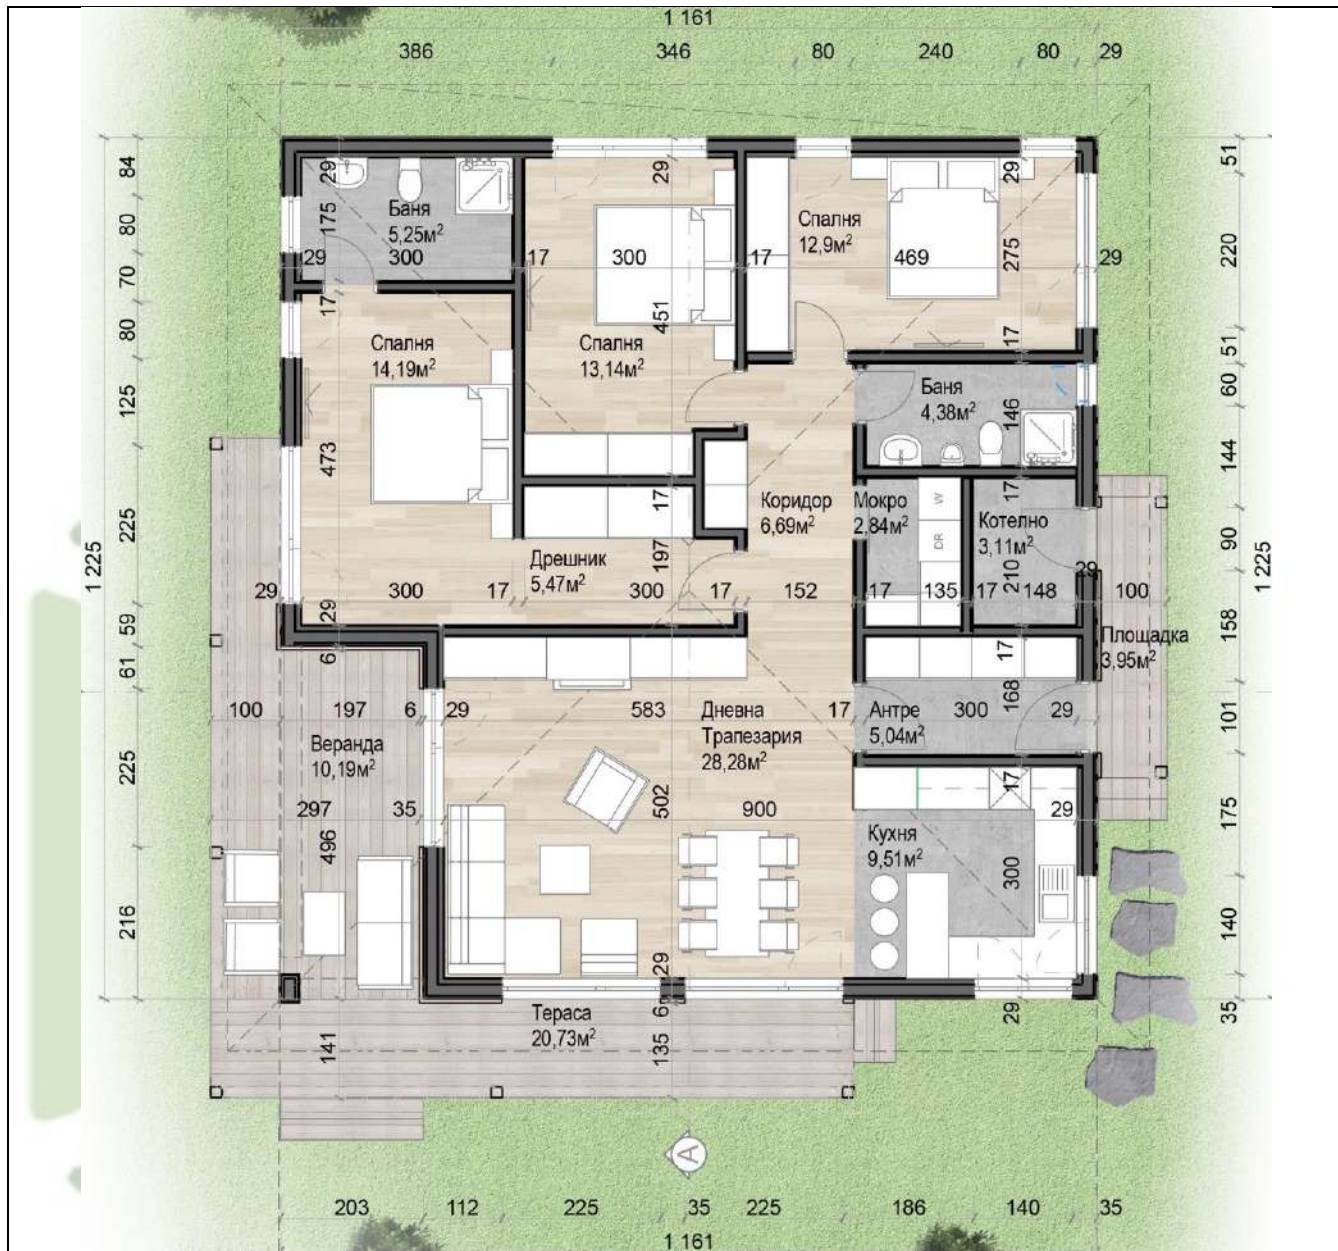 1 161
386 346 80 240 80 29
84
80
70
80
125
225
59
61
225
216
1 225
51
220
51
60
144
90
158
101
175
140
35
1 225
29
175
Баня
5,25м²
29 300 17 300 17 469 29
29
451
29
275
17
Спалня
12,9м²
17
Спалня
14,19м²
473
Спалня
13,14м²
Баня
4,38м²
146
17
17
Коридор
6,69м²
Мокро
2,84м²
W
DR
Котелно
3,11м²
210
29
Дрешник
5,47м²
197
29 300 17 300 17 152 17 135 17 148 100
29
6
17
Площадка
3,95м²
100 197 6 29 583 17 300 29
Дневна
Трапезария
28,28м²
Антре
5,04м²
168
Веранда
10,19м²
17
297 35 502 900 29
496
Кухня
9,51м²
300
29
6
29
Тераса
20,73м²
141
135
A
203 112 225 35 225 186 140 35
1 161